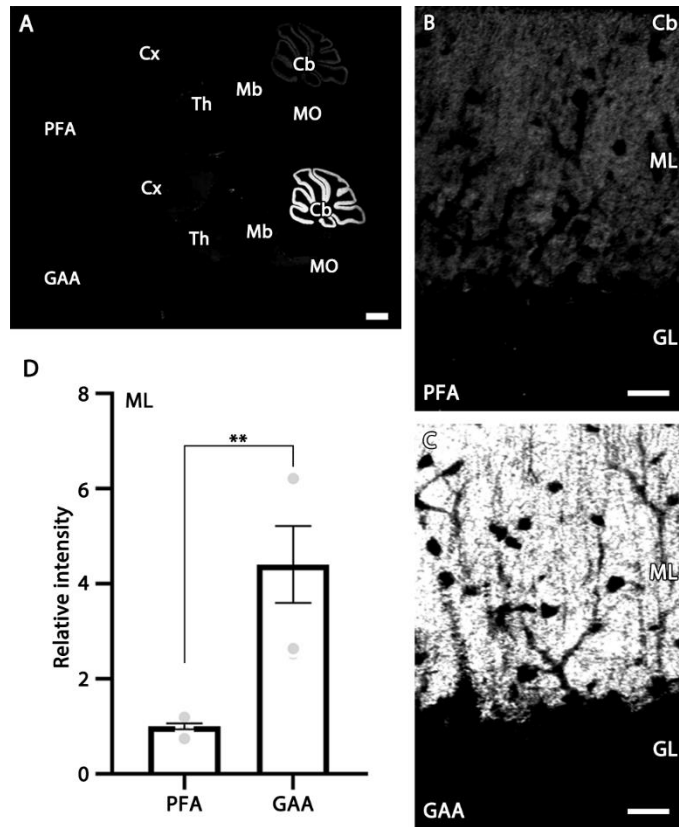 A
Cx
Cb
Mb
Th
MO
PFA
Cx
Cb
Mb
Th
MO
GAA
B
Cb
ML
GL
PFA
C
ML
GL
GAA
D
8
ML
**
6
4
2
0
Relative intensity
PFA
GAA